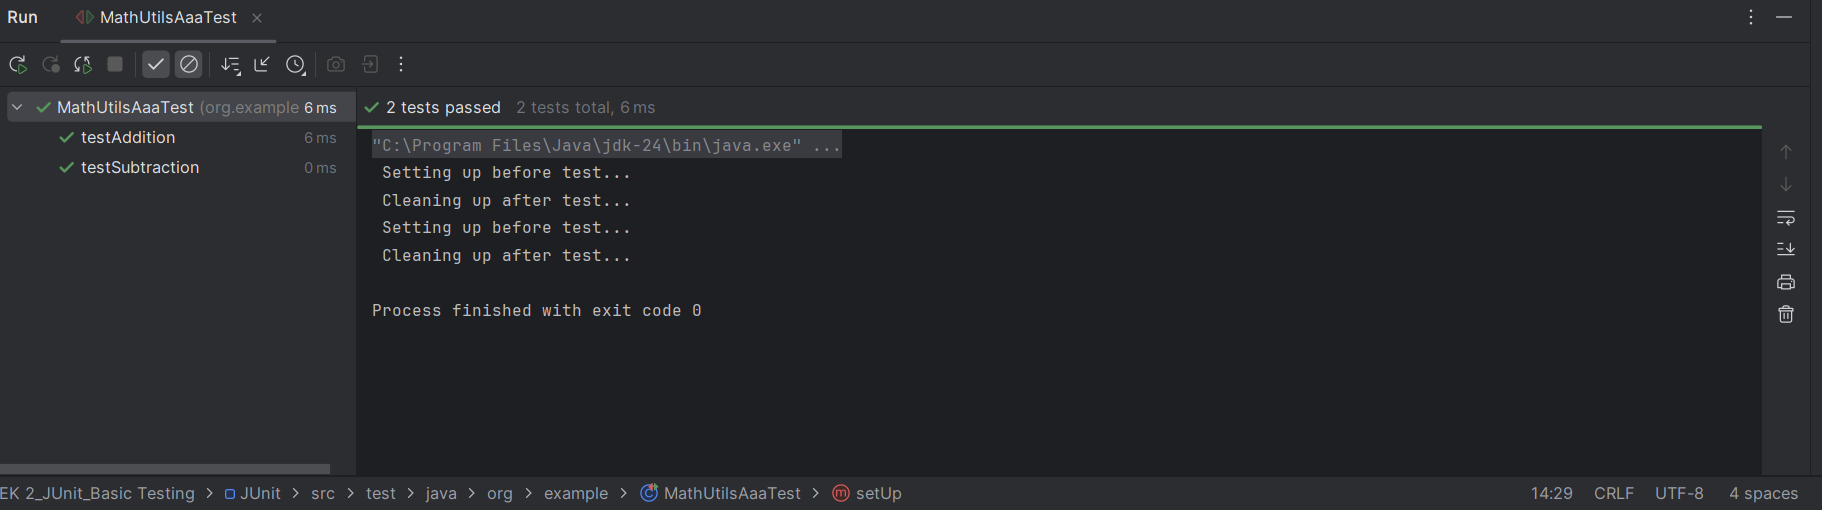 Run MathUtilsAaaTest
MathUtilsAaaTest (org.example 6 ms
testAddition 6 ms
testSubtraction 0 ms
2 tests passed 2 tests total, 6 ms
"C:\Program Files\Java\jdk-24\bin\java.exe" ...
Setting up before test...
Cleaning up after test...
Setting up before test...
Cleaning up after test...
Process finished with exit code 0
EK 2_JUnit_Basic Testing > JUnit > src > test > java > org > example > MathUtilsAaaTest > setUp 14:29 CRLF UTF-8 4 spaces